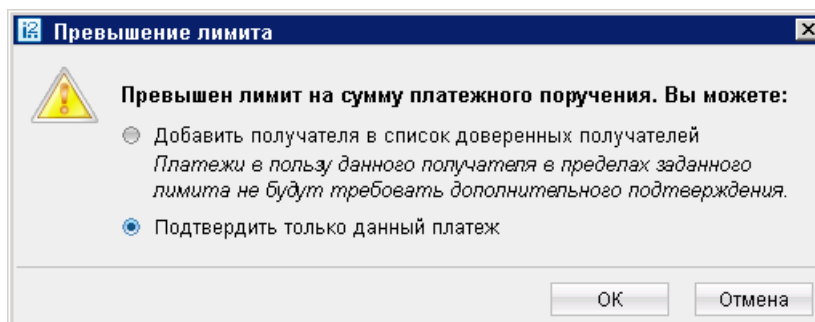 i2 Превышение лимита
Превышен лимит на сумму платежного поручения. Вы можете:
Добавить получателя в список доверенных получателей
Платежи в пользу данного получателя в пределах заданного
лимита не будут требовать дополнительного подтверждения.
Подтвердить только данный платеж
ОК Отмена